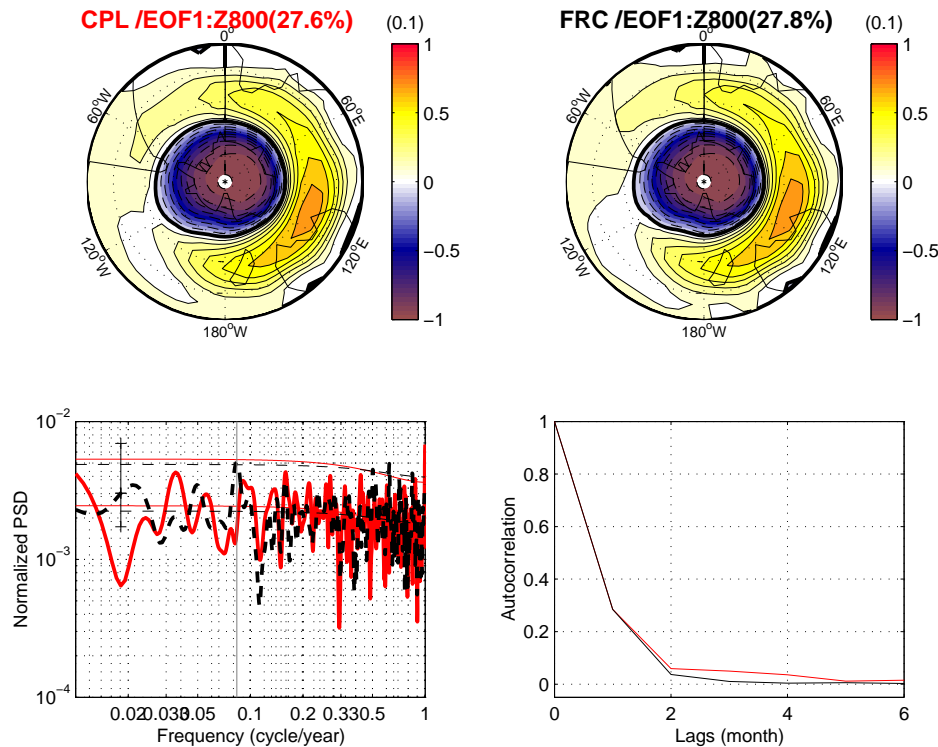 CPL /EOF1:Z800(27.6%)
(0.1)
FRC /EOF1:Z800(27.8%)
(0.1)
0°
60°W
60°E
120°W
120°E
180°W
1
0.5
0
−0.5
−1
0°
60°W
60°E
120°W
120°E
180°W
1
0.5
0
−0.5
−1
Normalized PSD
10⁻²
10⁻³
10⁻⁴
0.02
0.033
0.05
0.1
0.2
0.33
0.5
1
Frequency (cycle/year)
Autocorrelation
1
0.8
0.6
0.4
0.2
0
0
2
4
6
Lags (month)